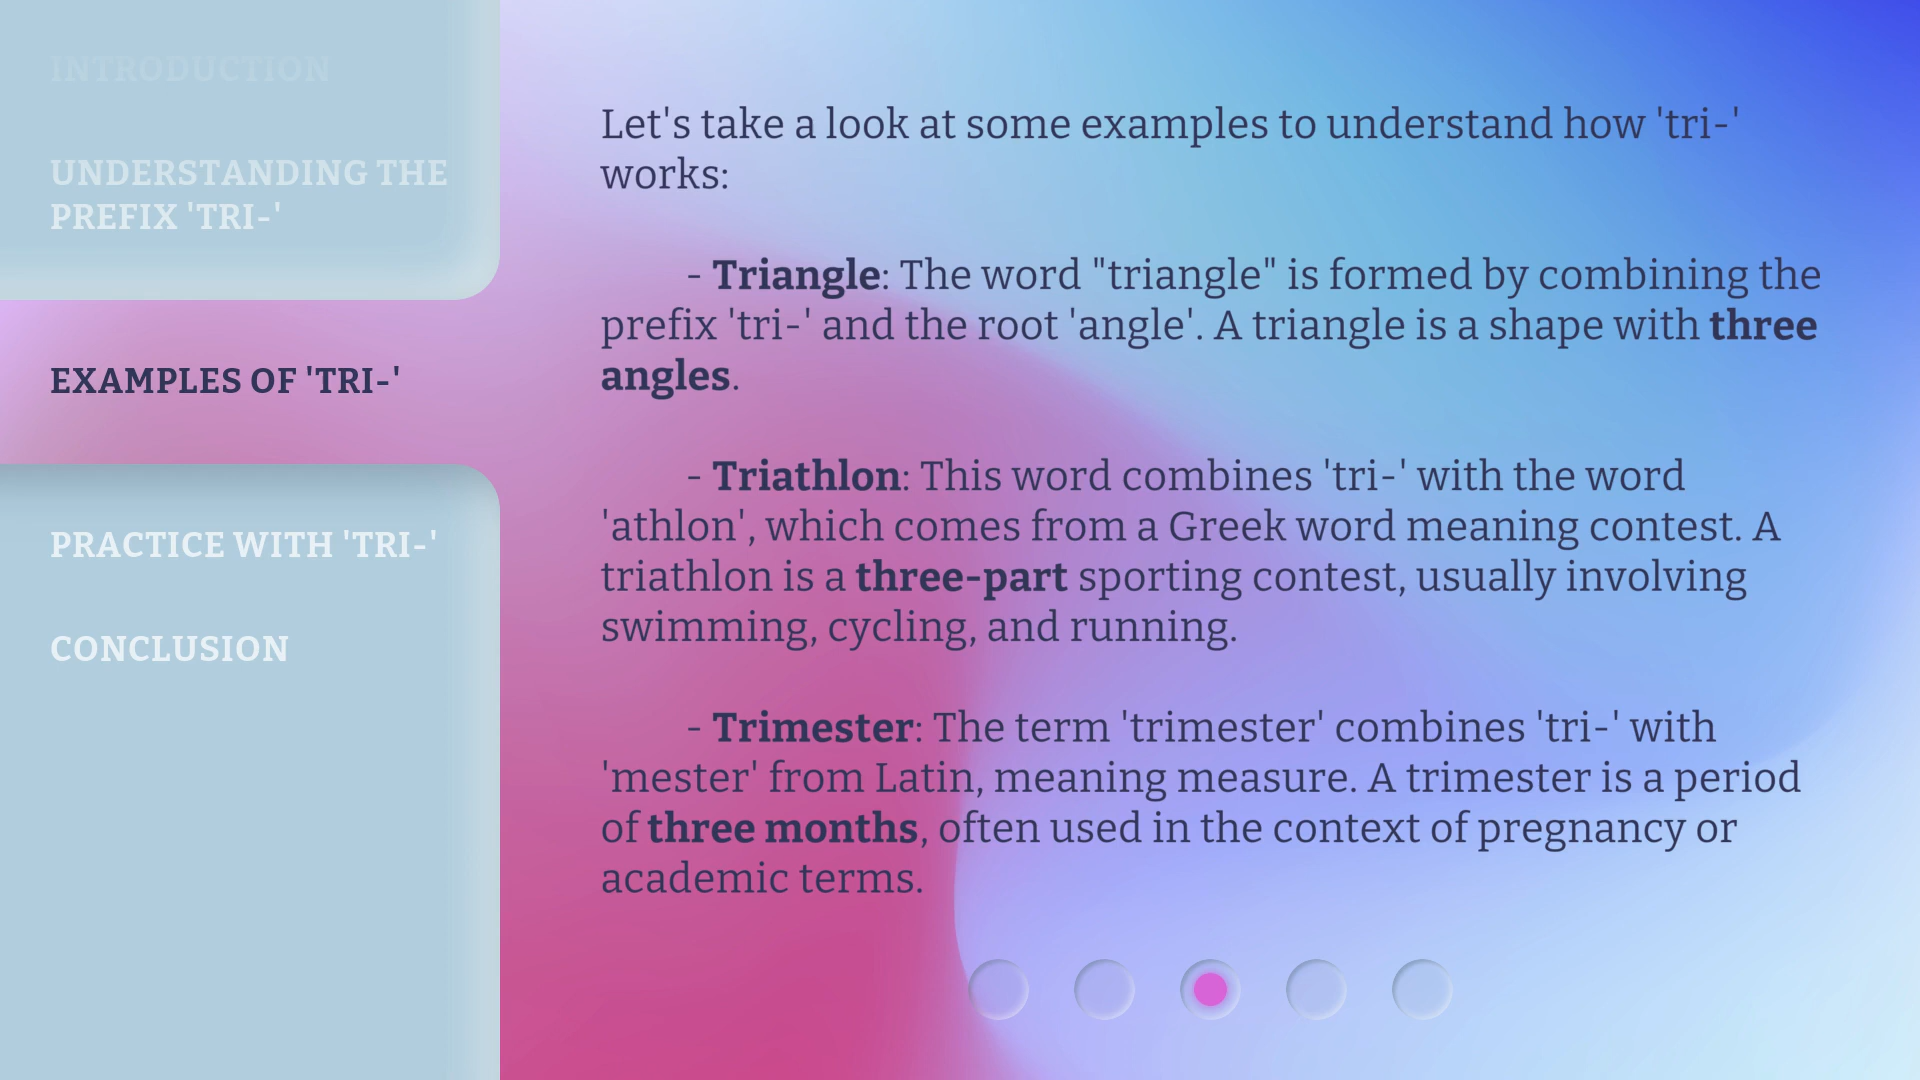 INTRODUCTION
UNDERSTANDING THE
PREFIX 'TRI-'
EXAMPLES OF 'TRI-'
PRACTICE WITH 'TRI-'
CONCLUSION
Let's take a look at some examples to understand how 'tri-'
works:
- Triangle: The word "triangle" is formed by combining the
prefix 'tri-' and the root 'angle'. A triangle is a shape with three
angles.
- Triathlon: This word combines 'tri-' with the word
'athlon', which comes from a Greek word meaning contest. A
triathlon is a three-part sporting contest, usually involving
swimming, cycling, and running.
- Trimester: The term 'trimester' combines 'tri-' with
'mester' from Latin, meaning measure. A trimester is a period
of three months, often used in the context of pregnancy or
academic terms.